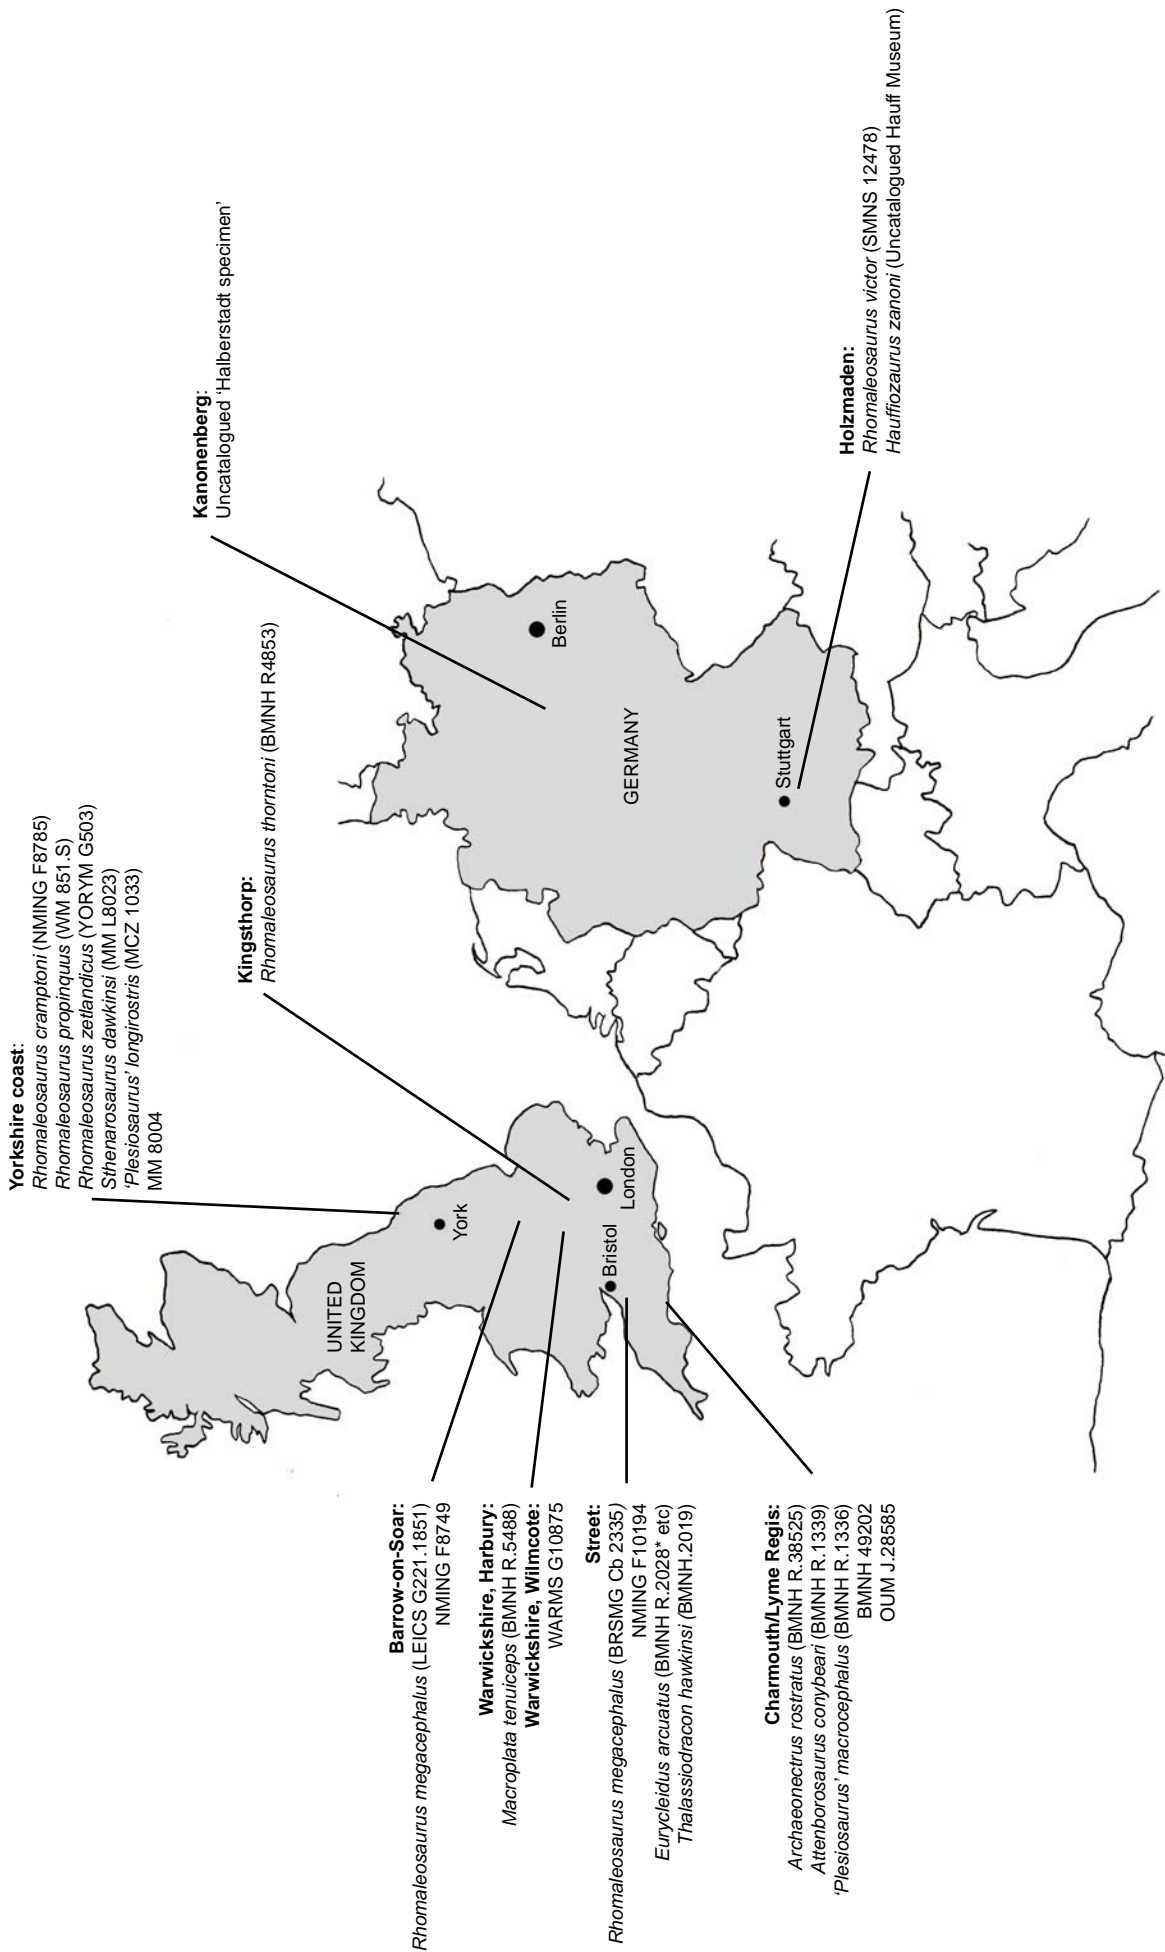 Yorkshire coast:
Rhomaleosaurus cramptoni (NMING F8785)
Rhomaleosaurus propinquus (WM 851.S)
Rhomaleosaurus zetlandicus (YORYM G503)
Sthenarosaurus dawkinsi (MM L8023)
'Plesiosaurus' longirostris (MCZ 1033)
MM 8004
Kanonenberg:
Uncatalogued 'Halberstadt specimen'
Kingsthorp:
Rhomaleosaurus thorntoni (BMNH R4853)
Holzmaden:
Rhomaleosaurus victor (SMNS 12478)
Hauffiozaurus zanoni (Uncatalogued Hauff Museum)
UNITED
KINGDOM
York
Bristol
London
GERMANY
Berlin
Stuttgart
Barrow-on-Soar:
Rhomaleosaurus megacephalus (LEICS G221.1851)
NMING F8749
Warwickshire, Harbury:
Macroplata tenuiceps (BMNH R.5488)
Warwickshire, Wilmcote:
WARMS G10875
Street:
Rhomaleosaurus megacephalus (BRSMG Cb 2335)
NMING F10194
Eurycleidus arcuatus (BMNH R.2028* etc)
Thalassiodracon hawkinsi (BMNH.2019)
Charmouth/Lyme Regis:
Archaeonectrus rostratus (BMNH R.38525)
Attenborosaurus conybeari (BMNH R.1339)
'Plesiosaurus' macrocephalus (BMNH R.1336)
BMNH 49202
OUM J.28585